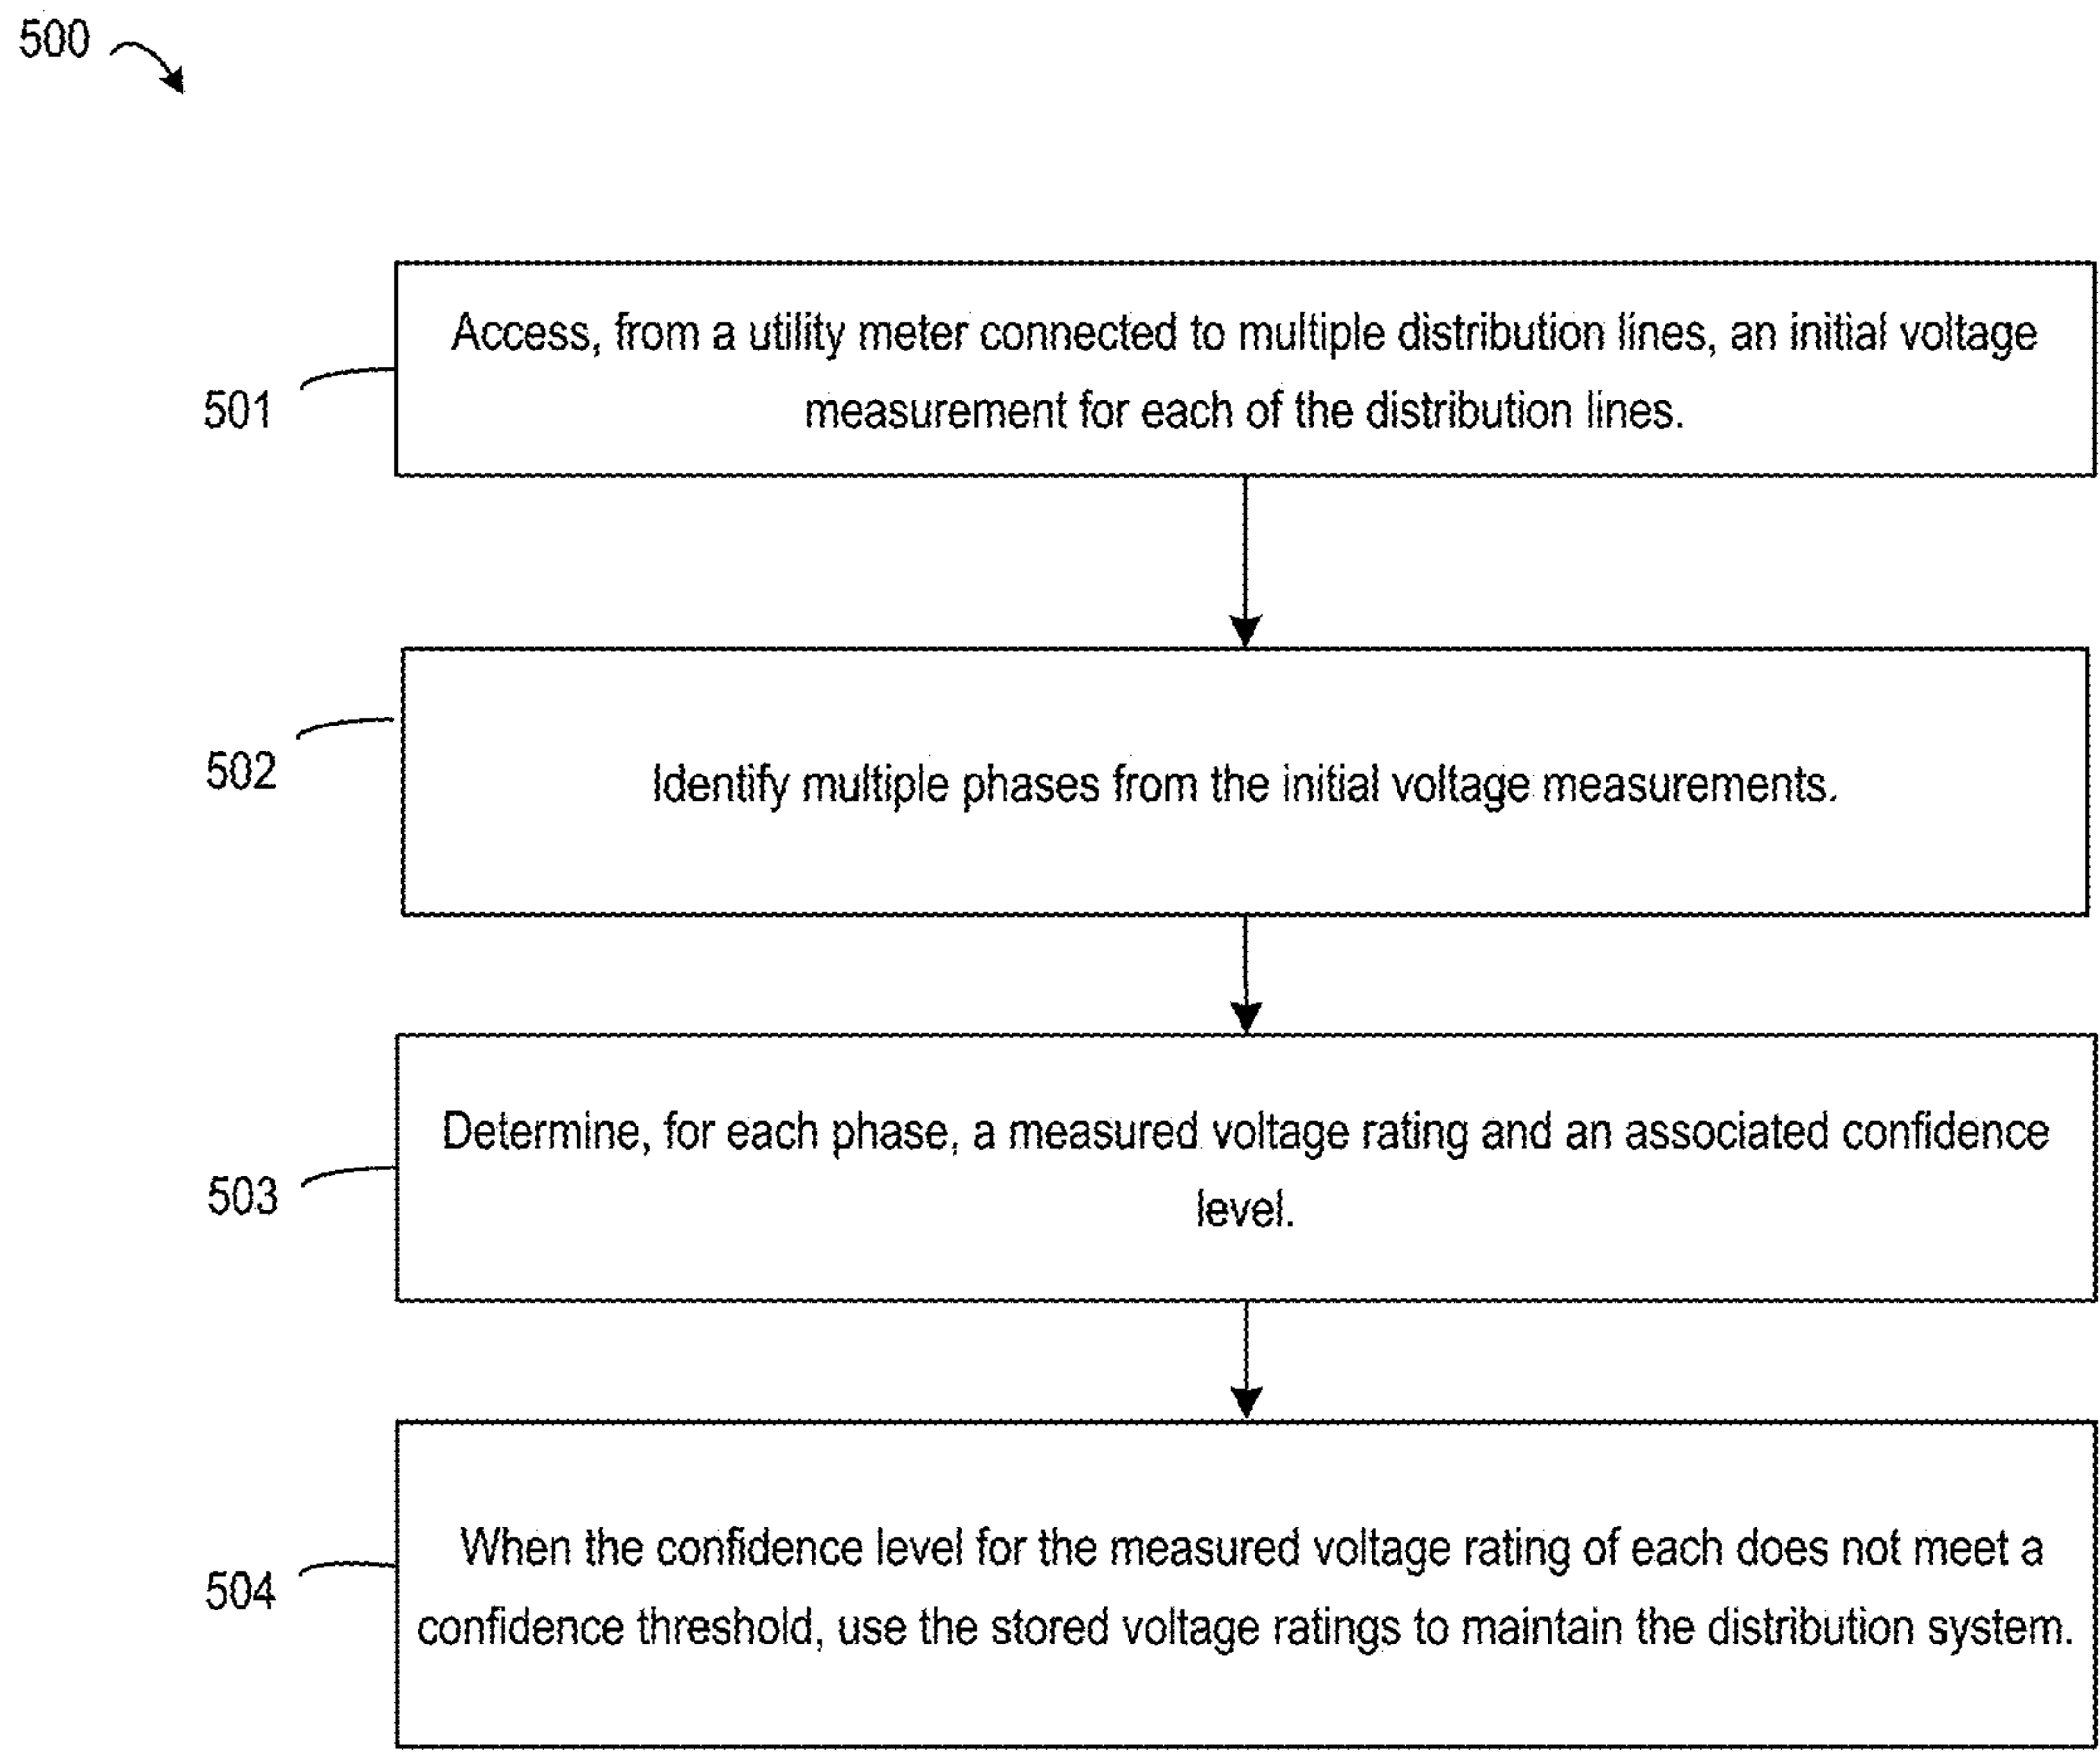 500
Access, from a utility meter connected to multiple distribution lines, an initial voltage
measurement for each of the distribution lines.
501
Identify multiple phases from the initial voltage measurements.
502
Determine, for each phase, a measured voltage rating and an associated confidence
level.
503
When the confidence level for the measured voltage rating of each does not meet a
confidence threshold, use the stored voltage ratings to maintain the distribution system.
504